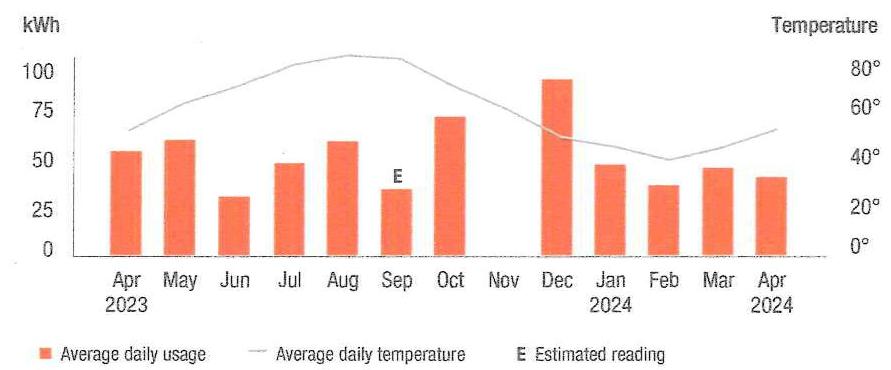 kWh Temperature
100 80°
75 60°
50 40°
25 20°
0 0°
E
Apr May Jun Jul Aug Sep Oct Nov Dec Jan Feb Mar Apr
2023 2024 2024
Average daily usage Average daily temperature E Estimated reading